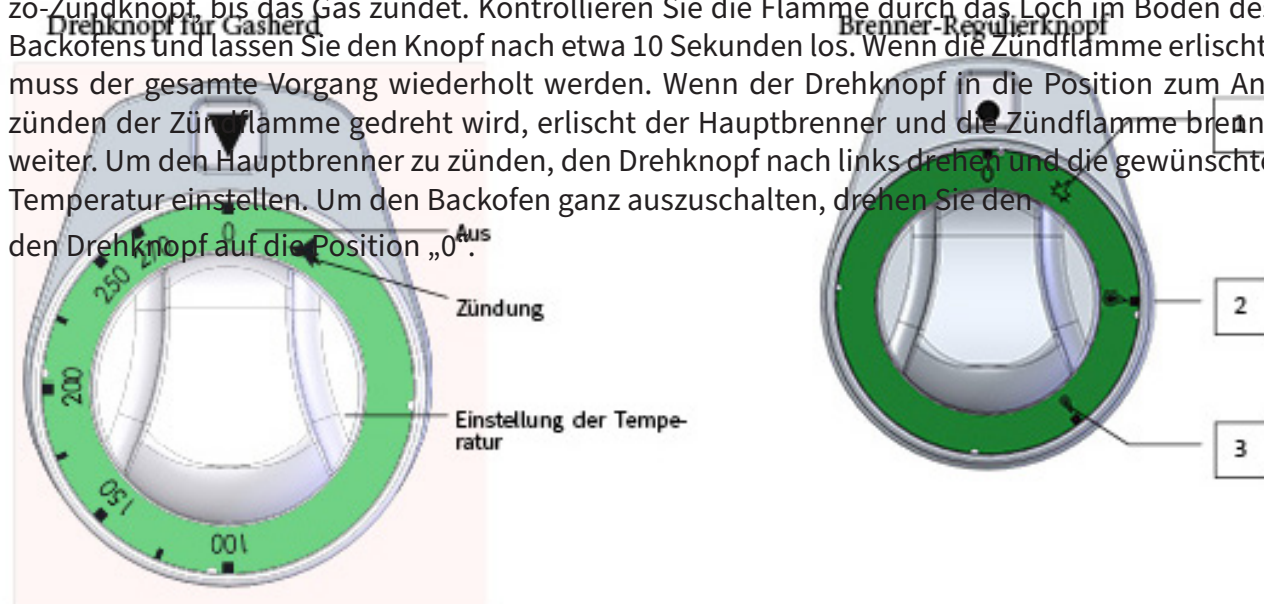 zo-Zündknopf, bis das Gas zündet. Kontrollieren Sie die Flamme durch das Loch im Boden des
Drehknopf für Gasherd
Brenner-Regulierknopf
Backofens und lassen Sie den Knopf nach etwa 10 Sekunden los. Wenn die Zündflamme erlischt
muss der gesamte Vorgang wiederholt werden. Wenn der Drehknopf in die Position zum An
zünden der Zündflamme gedreht wird, erlischt der Hauptbrenner und die Zündflamme brenn
1
weiter. Um den Hauptbrenner zu zünden, den Drehknopf nach links drehen und die gewünschte
Temperatur einstellen. Um den Backofen ganz auszuschalten, drehen Sie den
den Drehknopf auf die Position „0“.
0
270
250
200
150
100
Aus
Zündung
Einstellung der Tempe-
ratur
0
2
3